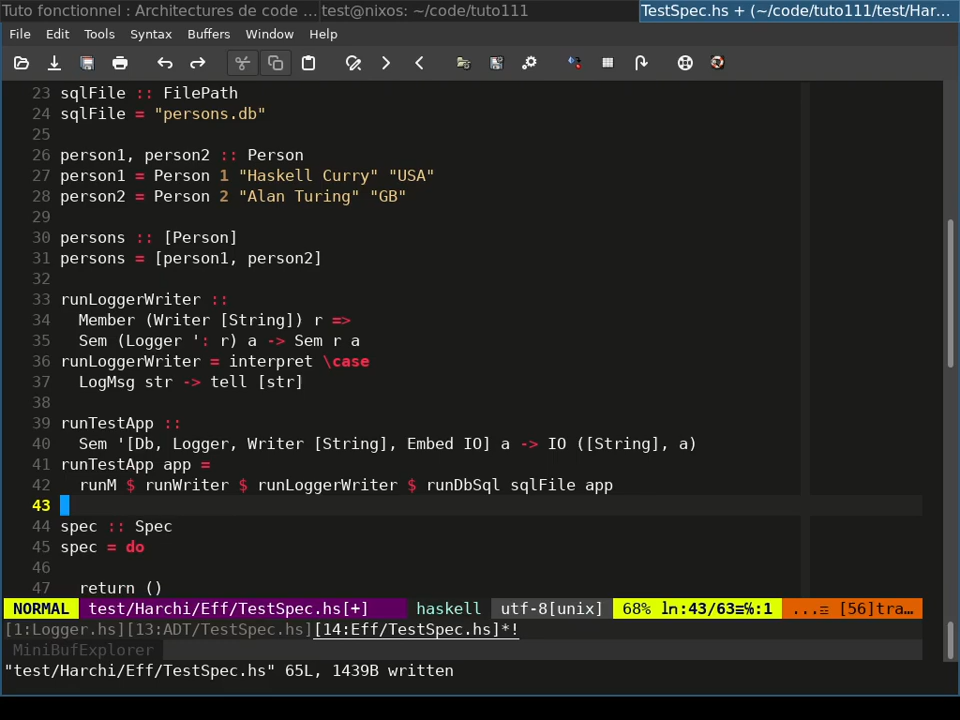 Tuto fonctionnel : Architectures de code ... test@nixos: ~/code/tuto111 TestSpec.hs + (~/code/tuto111/test/Har...
File Edit Tools Syntax Buffers Window Help
23 sqlFile :: FilePath
24 sqlFile = "persons.db"
25
26 person1, person2 :: Person
27 person1 = Person 1 "Haskell Curry" "USA"
28 person2 = Person 2 "Alan Turing" "GB"
29
30 persons :: [Person]
31 persons = [person1, person2]
32
33 runLoggerWriter ::
34   Member (Writer [String]) r =>
35   Sem (Logger ': r) a -> Sem r a
36 runLoggerWriter = interpret \case
37   LogMsg str -> tell [str]
38
39 runTestApp ::
40   Sem '[Db, Logger, Writer [String], Embed IO] a -> IO ([String], a)
41 runTestApp app =
42   runM $ runWriter $ runLoggerWriter $ runDbSql sqlFile app
43
44 spec :: Spec
45 spec = do
46
47   return ()
NORMAL test/Harchi/Eff/TestSpec.hs[+] haskell utf-8[unix] 68% ln:43/63≡℅:1 ...≡ [56]tra...
[1:Logger.hs][13:ADT/TestSpec.hs][14:Eff/TestSpec.hs]*!
MiniBufExplorer
"test/Harchi/Eff/TestSpec.hs" 65L, 1439B written